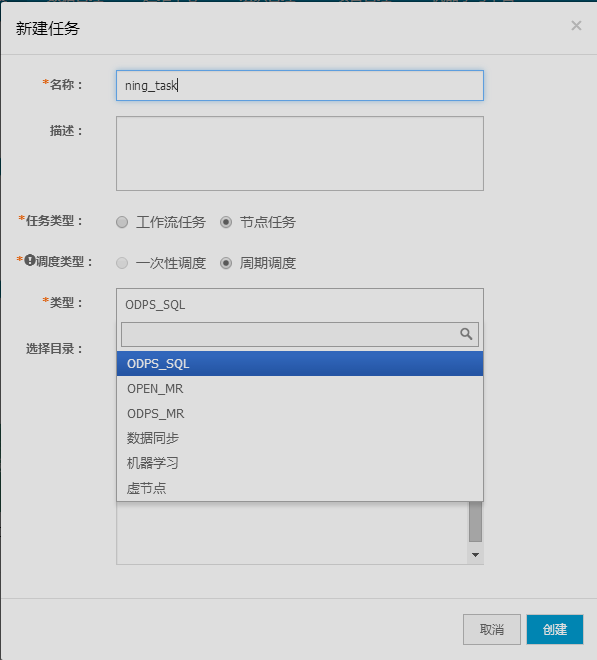 新建任务
*名称：
ning_task
描述：
*任务类型： 工作流任务 节点任务
*调度类型： 一次性调度 周期调度
*类型： ODPS_SQL
选择目录：
ODPS_SQL
OPEN_MR
ODPS_MR
数据同步
机器学习
虚节点
取消 创建